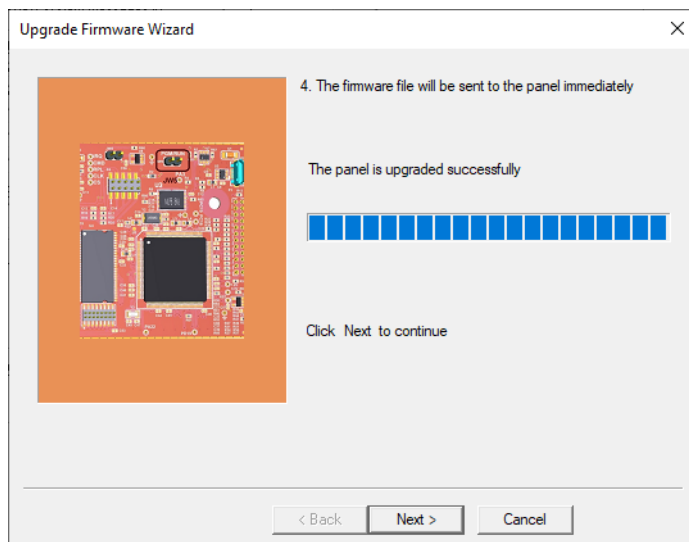 Upgrade Firmware Wizard
4. The firmware file will be sent to the panel immediately
The panel is upgraded successfully
Click Next to continue
< Back
Next >
Cancel